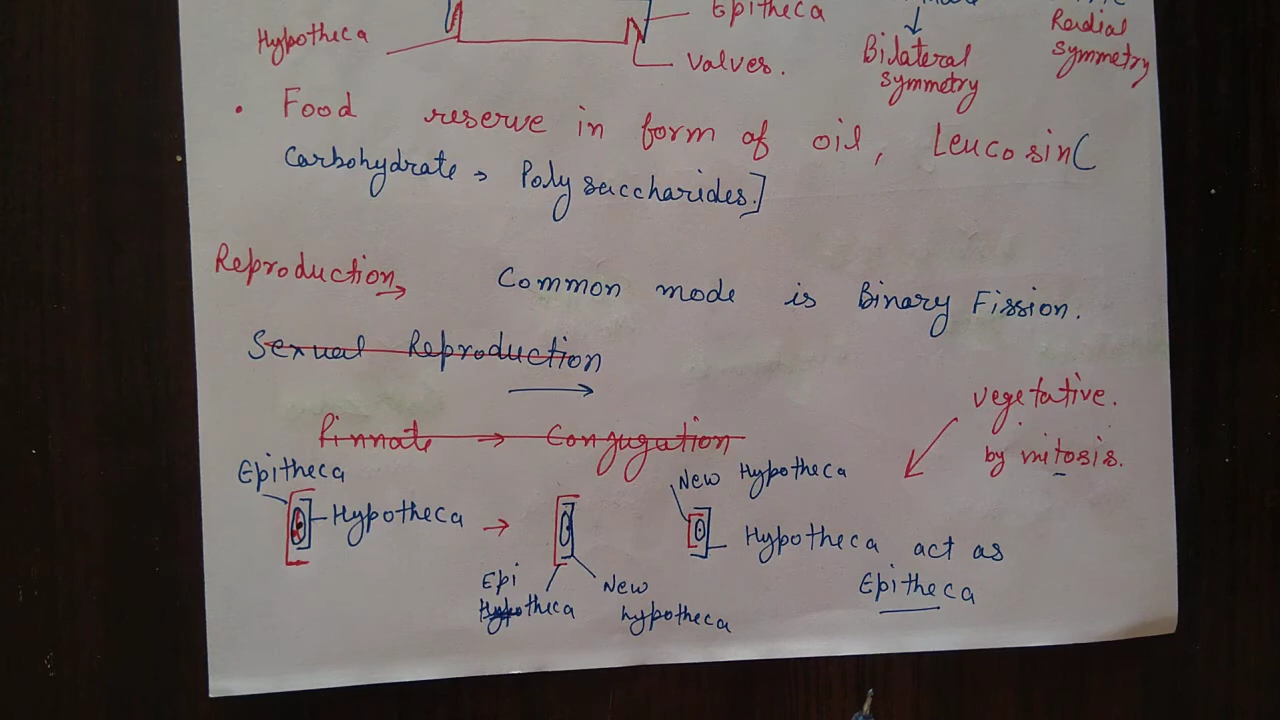 Hypotheca
Epitheca
valves.
Bilateral
symmetry
Radial
symmetry
• Food reserve in form of oil, Leucosin(
Carbohydrate → Polysaccharides.]
Reproduction → Common mode is Binary Fission.
Sexual Reproduction
→
Pinnate → Conjugution
vegetative.
by mitosis.
Epitheca
Hypotheca →
New Hypotheca
Hypotheca act as
Epitheca
Epi
theca
New
hypotheca